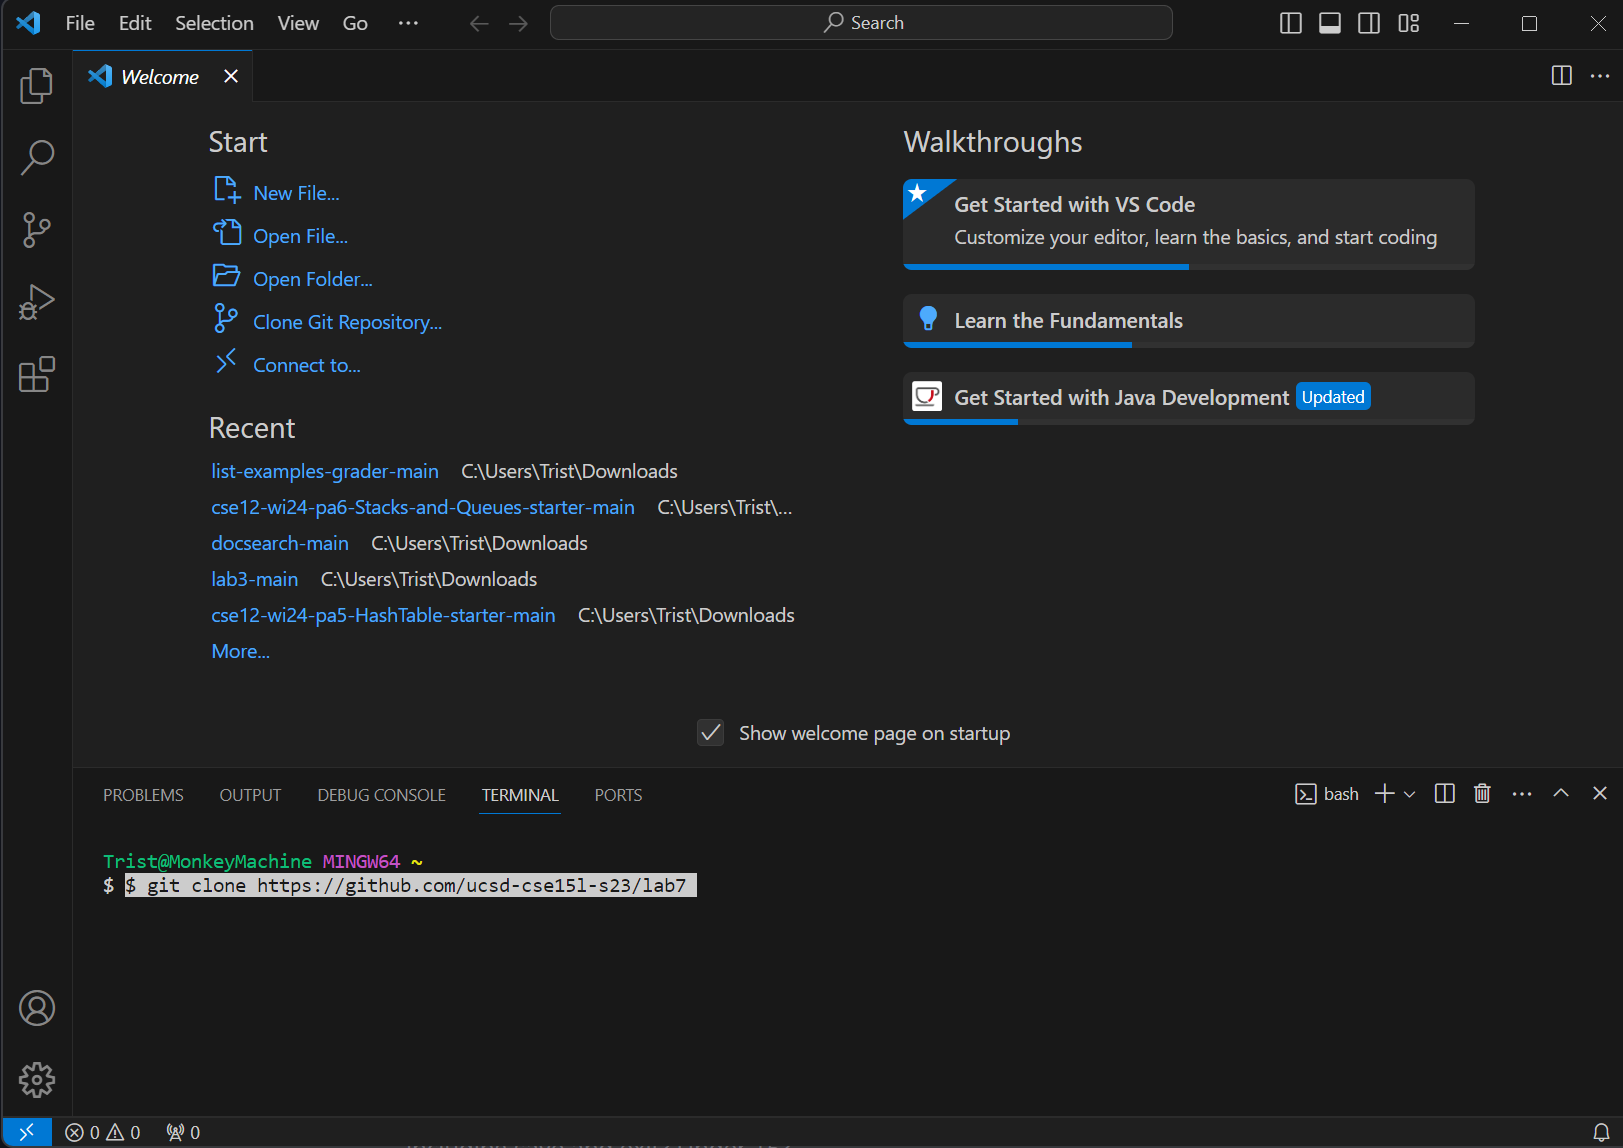 File Edit Selection View Go ··· Search
Welcome
Start
New File...
Open File...
Open Folder...
Clone Git Repository...
Connect to...
Recent
list-examples-grader-main C:\Users\Trist\Downloads
cse12-wi24-pa6-Stacks-and-Queues-starter-main C:\Users\Trist\...
docsearch-main C:\Users\Trist\Downloads
lab3-main C:\Users\Trist\Downloads
cse12-wi24-pa5-HashTable-starter-main C:\Users\Trist\Downloads
More...
Walkthroughs
Get Started with VS Code
Customize your editor, learn the basics, and start coding
Learn the Fundamentals
Get Started with Java Development Updated
Show welcome page on startup
PROBLEMS OUTPUT DEBUG CONSOLE TERMINAL PORTS bash
Trist@MonkeyMachine MINGW64 ~
$ $ git clone https://github.com/ucsd-cse15l-s23/lab7
0 0 0